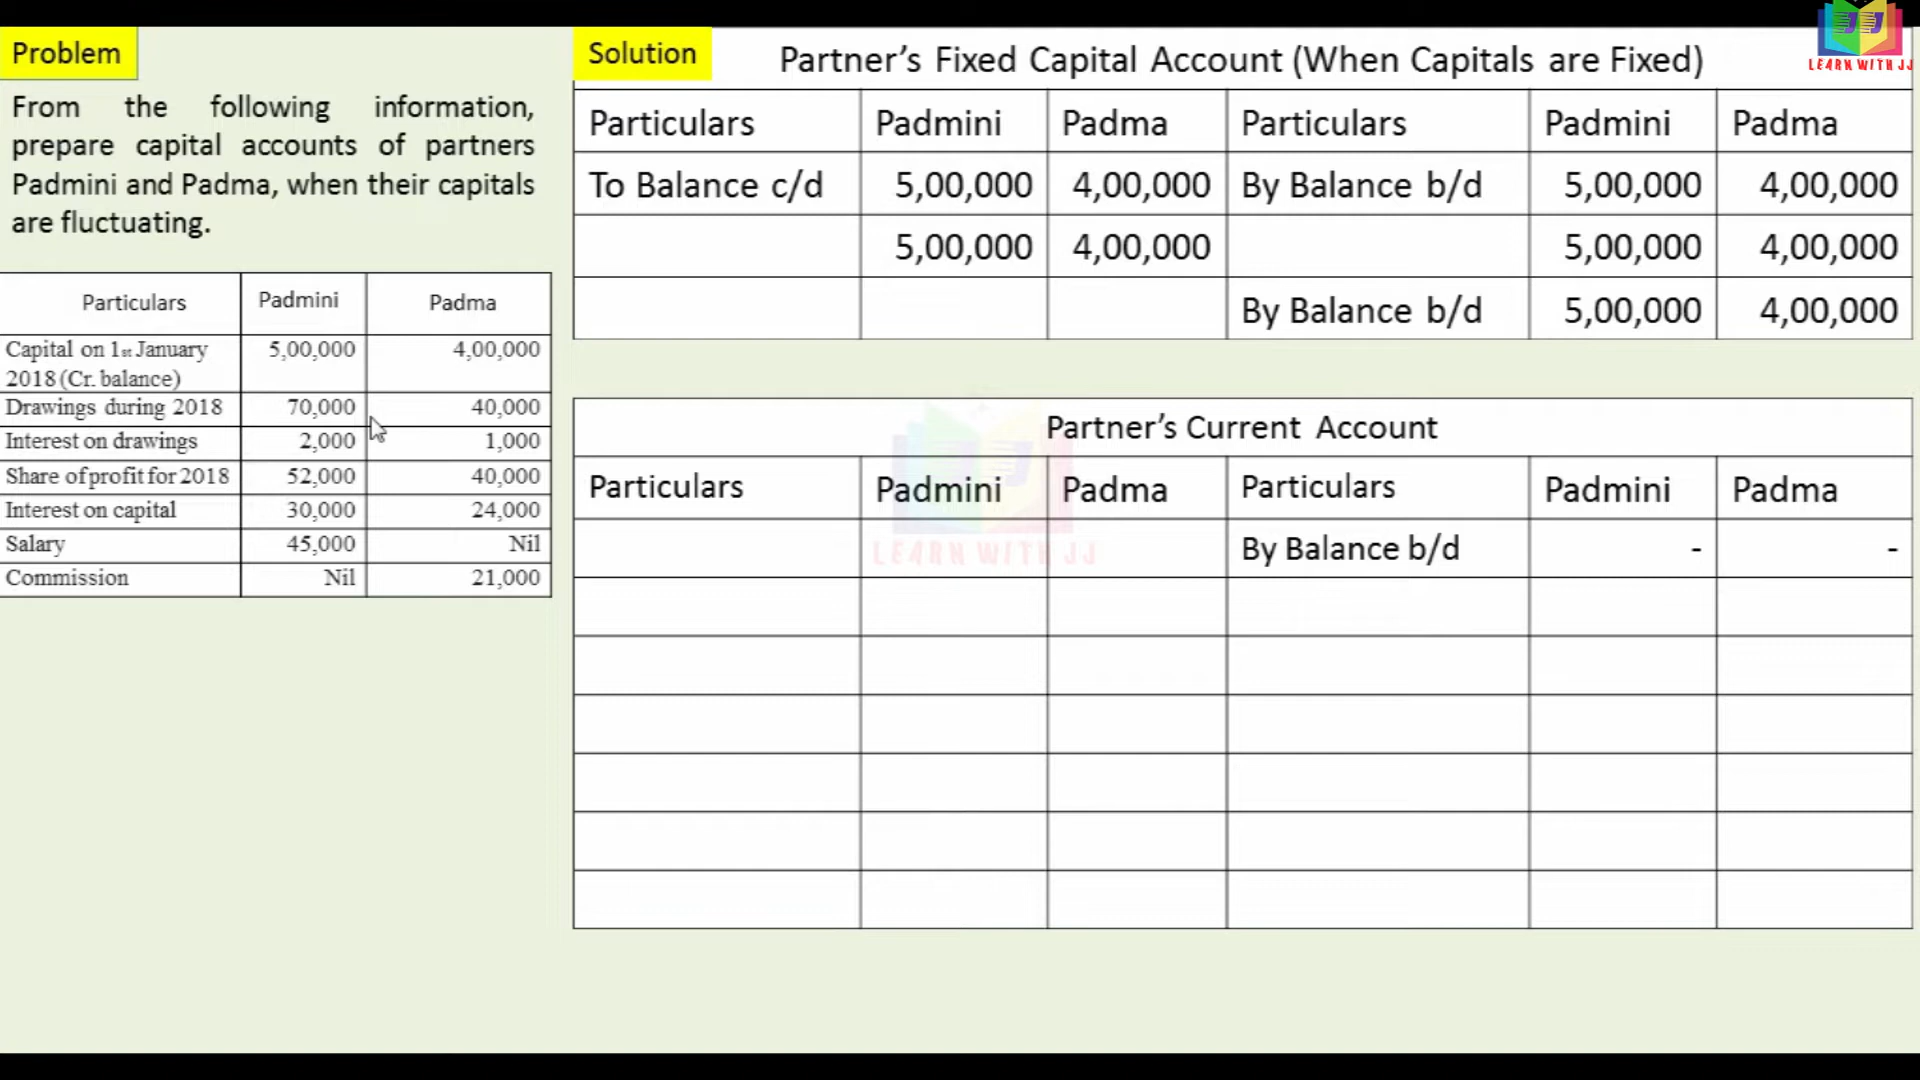 Problem
From the following information,
prepare capital accounts of partners
Padmini and Padma, when their capitals
are fluctuating.
Particulars Padmini Padma
Capital on 1st January
2018 (Cr. balance) 5,00,000 4,00,000
Drawings during 2018 70,000 40,000
Interest on drawings 2,000 1,000
Share of profit for 2018 52,000 40,000
Interest on capital 30,000 24,000
Salary 45,000 Nil
Commission Nil 21,000
Solution
Partner’s Fixed Capital Account (When Capitals are Fixed)
Particulars Padmini Padma Particulars Padmini Padma
To Balance c/d 5,00,000 4,00,000 By Balance b/d 5,00,000 4,00,000
5,00,000 4,00,000 5,00,000 4,00,000
By Balance b/d 5,00,000 4,00,000
Partner’s Current Account
Particulars Padmini Padma Particulars Padmini Padma
By Balance b/d - -
LEARN WITH JJ
JJ
LEARN WITH JJ